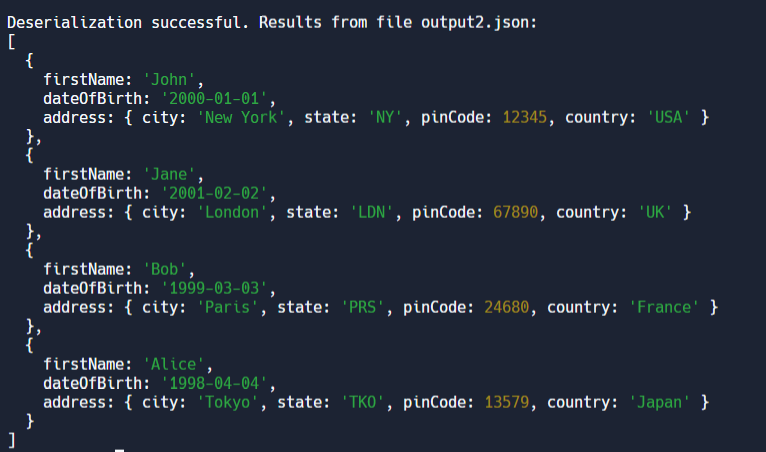 Deserialization successful. Results from file output2.json:
[
  {
    firstName: 'John',
    dateOfBirth: '2000-01-01',
    address: { city: 'New York', state: 'NY', pinCode: 12345, country: 'USA' }
  },
  {
    firstName: 'Jane',
    dateOfBirth: '2001-02-02',
    address: { city: 'London', state: 'LDN', pinCode: 67890, country: 'UK' }
  },
  {
    firstName: 'Bob',
    dateOfBirth: '1999-03-03',
    address: { city: 'Paris', state: 'PRS', pinCode: 24680, country: 'France' }
  },
  {
    firstName: 'Alice',
    dateOfBirth: '1998-04-04',
    address: { city: 'Tokyo', state: 'TKO', pinCode: 13579, country: 'Japan' }
  }
]